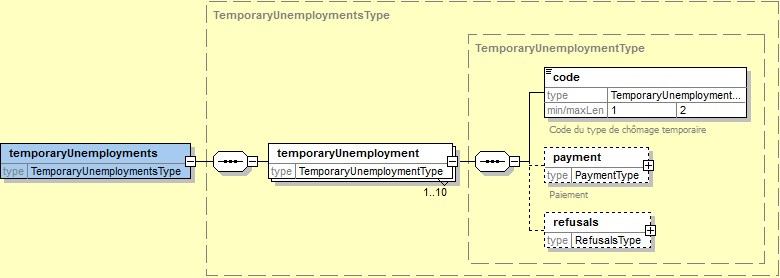 TemporaryUnemploymentsType
TemporaryUnemploymentType
code
type TemporaryUnemployment...
min/maxLen 1 2
Code du type de chômage temporaire
temporaryUnemployments
type TemporaryUnemploymentsType
temporaryUnemployment
type TemporaryUnemploymentType
1..10
payment
type PaymentType
Paiement
refusals
type RefusalsType